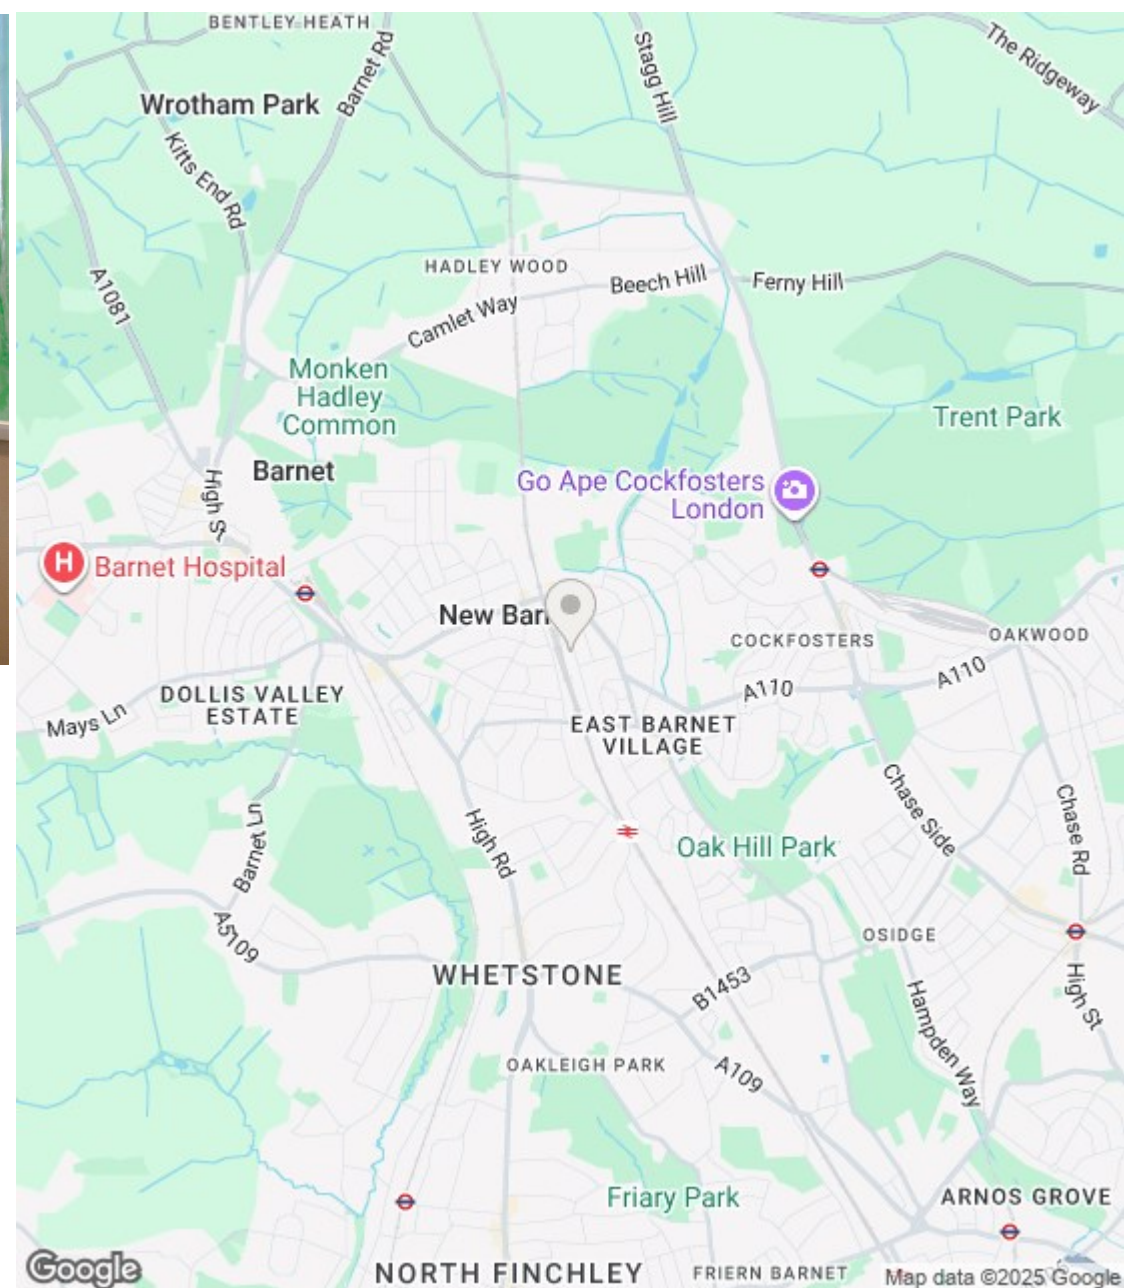 BENTLEY HEATH
Barnet Rd
Stagg Hill
The Ridgeway
Wrotham Park
Kitts End Rd
A1081
HADLEY WOOD
Beech Hill
Ferny Hill
Camlet Way
Monken
Hadley
Common
Trent Park
Barnet
High St
Go Ape Cockfosters
London
H
Barnet Hospital
New Bar
COCKFOSTERS
OAKWOOD
A110
A110
DOLLIS VALLEY
ESTATE
Mays Ln
EAST BARNET
VILLAGE
Barnet Ln
High Rd
Chase Side
Chase Rd
Oak Hill Park
A5109
OSIDGE
WHETSTONE
B1453
High St
Hampden Way
OAKLEIGH PARK
A109
Friary Park
ARNOS GROVE
Google
NORTH FINCHLEY
FRIERN BARNET
Map data ©2025 Google